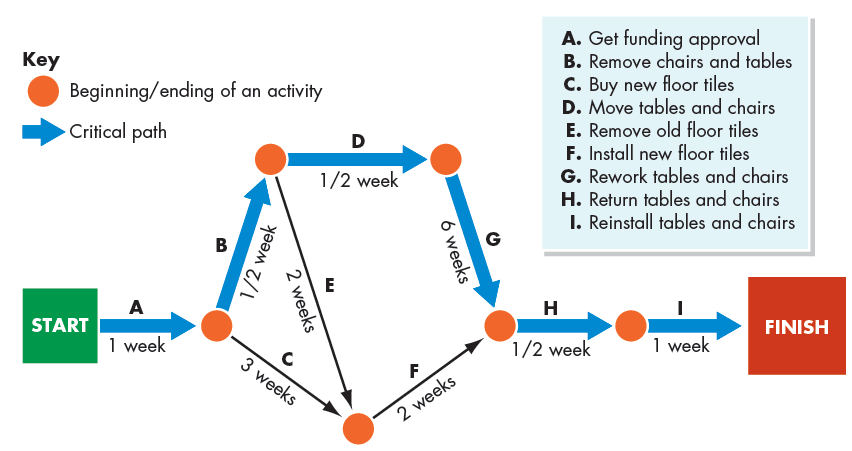 Key
Beginning/ending of an activity
Critical path
A. Get funding approval
B. Remove chairs and tables
C. Buy new floor tiles
D. Move tables and chairs
E. Remove old floor tiles
F. Install new floor tiles
G. Rework tables and chairs
H. Return tables and chairs
I. Reinstall tables and chairs
D
1/2 week
B
1/2 week
E
2 weeks
G
6 weeks
START
A
1 week
C
3 weeks
F
2 weeks
H
1/2 week
I
1 week
FINISH